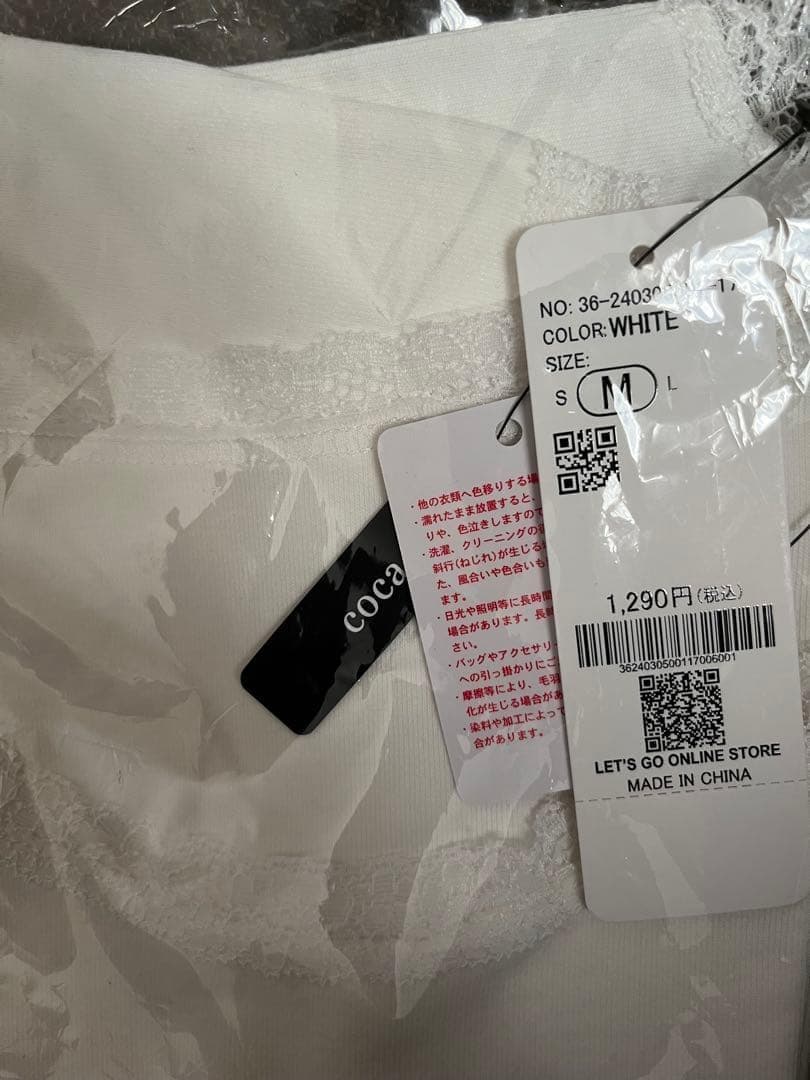 NO: 36-2403
COLOR: WHITE
SIZE:
S M L
1,290円(税込)
3624030500117006001
LET'S GO ONLINE STORE
MADE IN CHINA
・他の衣類へ色移りする場
・濡れたまま放置すると、
りや、色泣きしますので
・洗濯、クリーニングの
斜行(ねじれ)が生じる
た、風合いや色合いも
ます。
・日光や照明等に長時間
場合があります。長時
さい。
・バッグやアクセサリー
への引っ掛かりにご
・摩擦等により、毛羽
化が生じる場合があ
・染料や加工によって
合があります。
coca